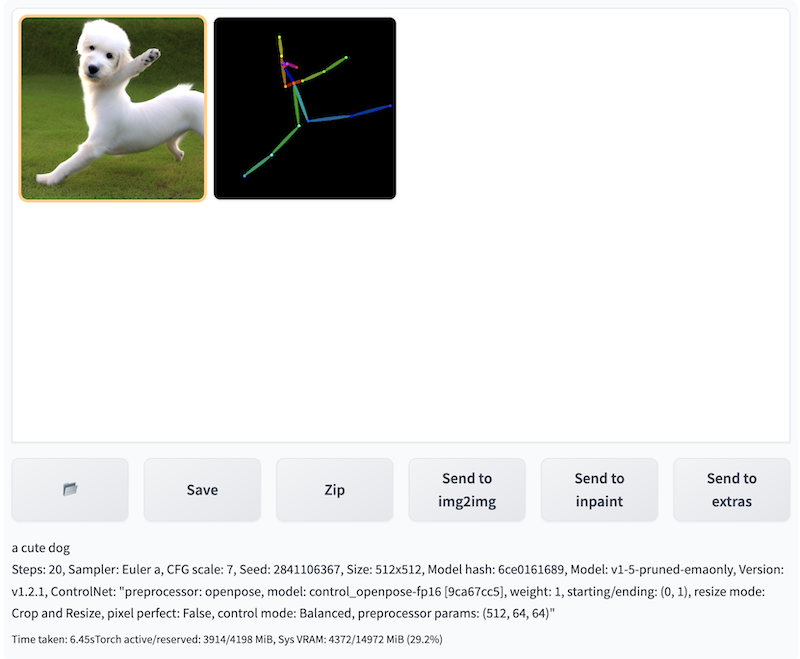 Save
Zip
Send to
img2img
Send to
inpaint
Send to
extras
a cute dog
Steps: 20, Sampler: Euler a, CFG scale: 7, Seed: 2841106367, Size: 512x512, Model hash: 6ce0161689, Model: v1-5-pruned-emaonly, Version:
v1.2.1, ControlNet: "preprocessor: openpose, model: control_openpose-fp16 [9ca67cc5], weight: 1, starting/ending: (0, 1), resize mode:
Crop and Resize, pixel perfect: False, control mode: Balanced, preprocessor params: (512, 64, 64)"
Time taken: 6.45sTorch active/reserved: 3914/4198 MiB, Sys VRAM: 4372/14972 MiB (29.2%)